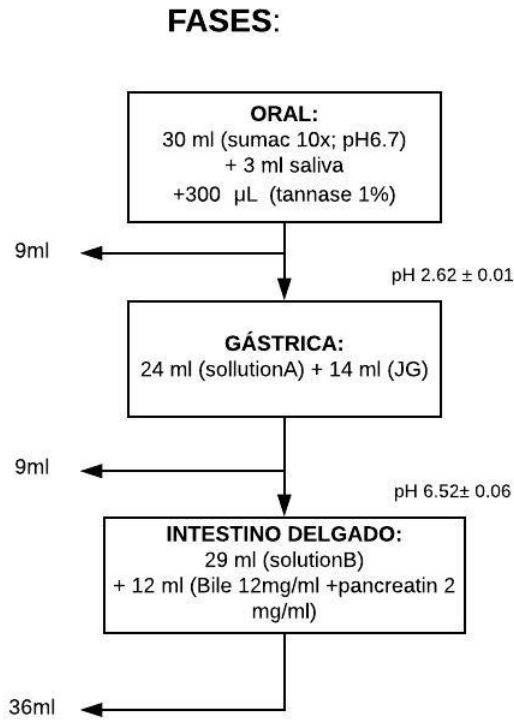 FASES:
ORAL:
30 ml (sumac 10x; pH6.7)
+ 3 ml saliva
+300 µL (tannase 1%)
9ml
pH 2.62 ± 0.01
GÁSTRICA:
24 ml (sollutionA) + 14 ml (JG)
9ml
pH 6.52± 0.06
INTESTINO DELGADO:
29 ml (solutionB)
+ 12 ml (Bile 12mg/ml +pancreatin 2
mg/ml)
36ml